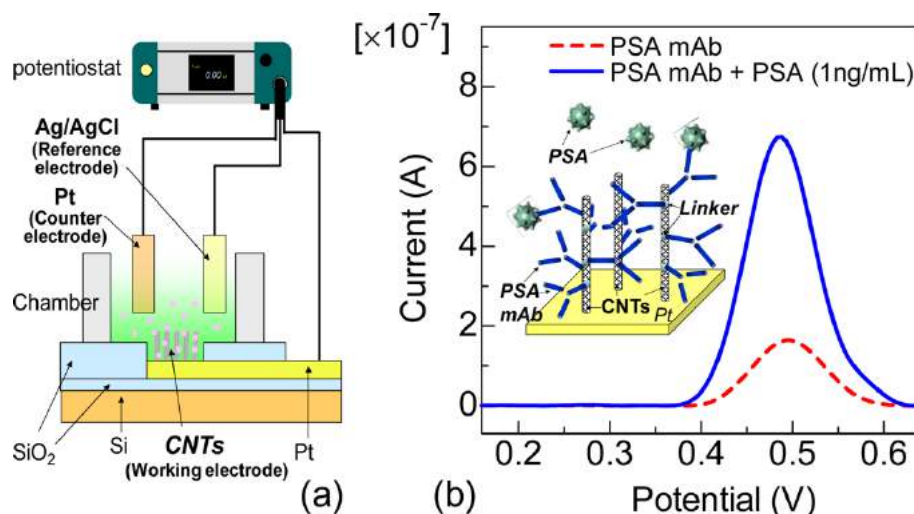 potentiostat
0.00
Ag/AgCl
(Reference
electrode)
Pt
(Counter
electrode)
Chamber
SiO2
Si
CNTs
(Working electrode)
Pt
(a)
[×10-7]
PSA mAb
PSA mAb + PSA (1ng/mL)
8
6
4
2
0
Current (A)
PSA
Linker
PSA
mAb
CNTs
Pt
0.2
0.3
0.4
0.5
0.6
(b)
Potential (V)